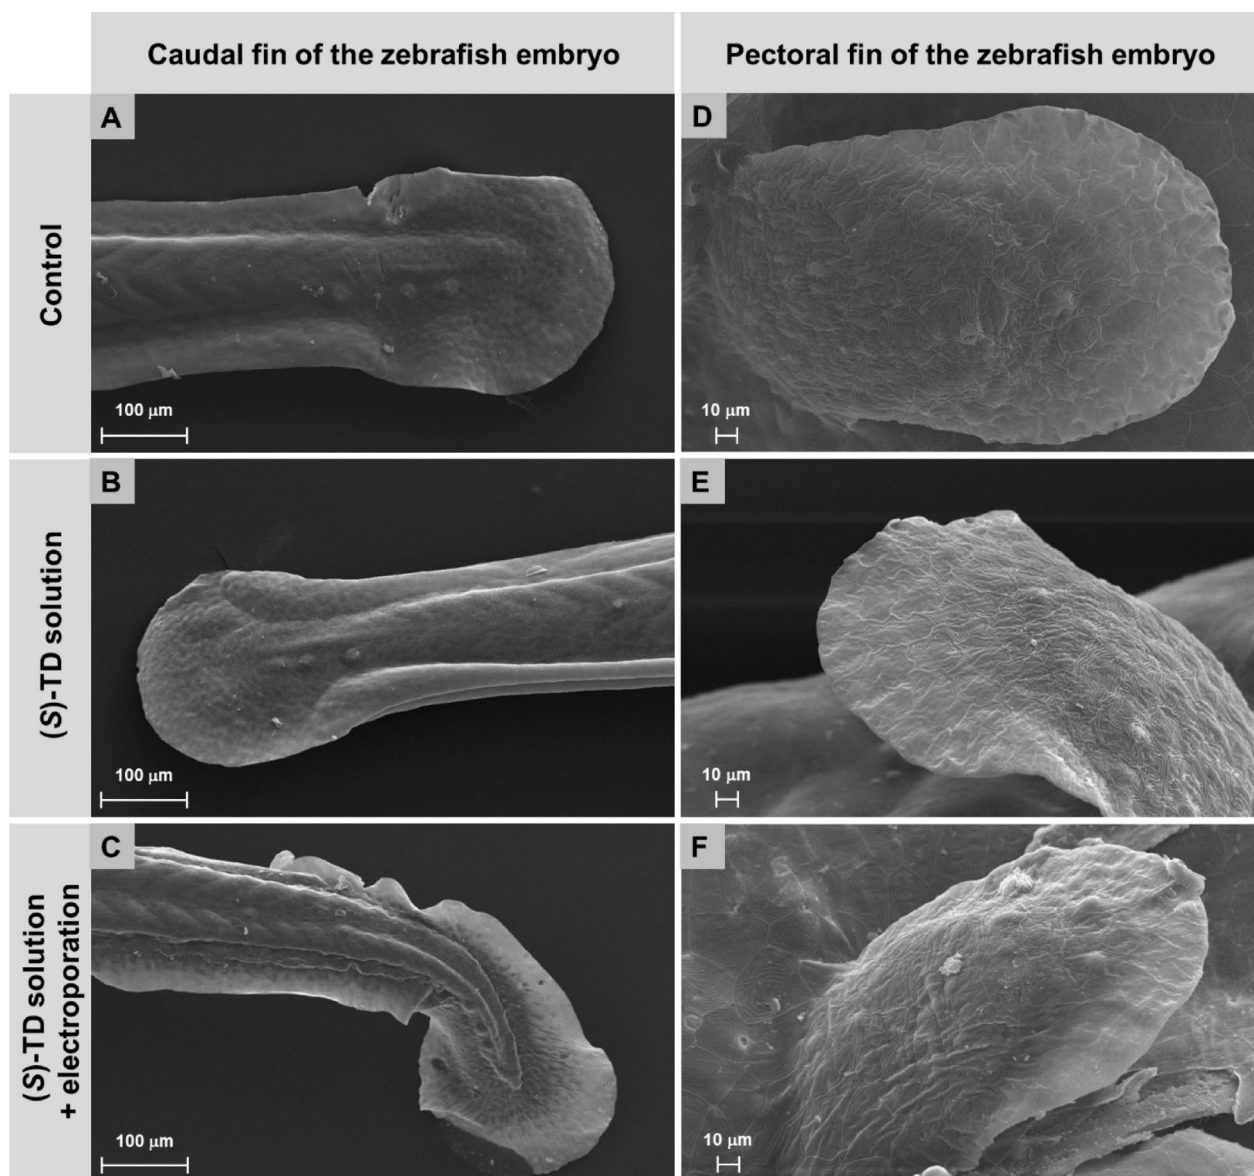 Caudal fin of the zebrafish embryo
Pectoral fin of the zebrafish embryo
Control
A
100 μm
D
10 μm
(S)-TD solution
B
100 μm
E
10 μm
(S)-TD solution
+ electroporation
C
100 μm
F
10 μm